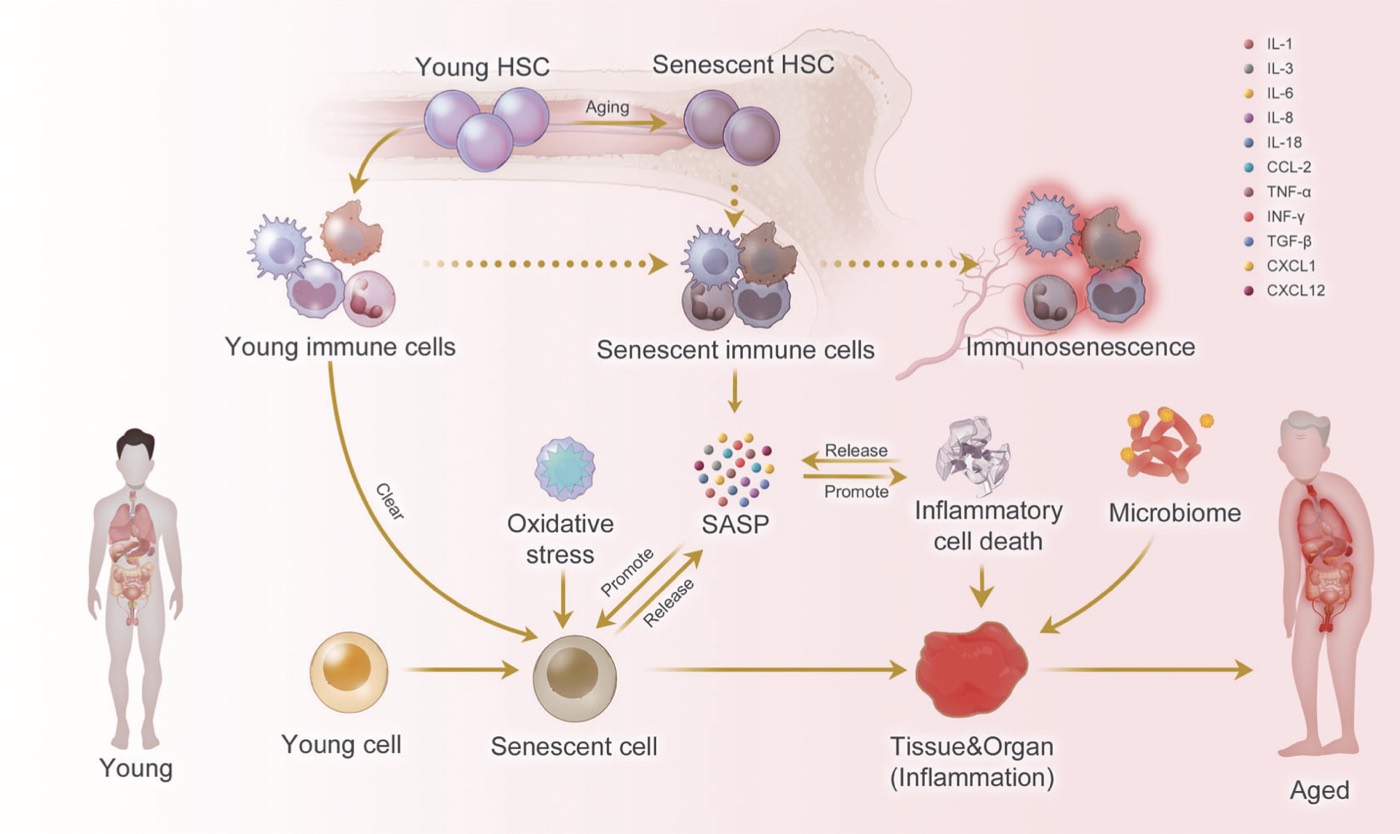 Young HSC
Senescent HSC
Aging
IL-1
IL-3
IL-6
IL-8
IL-18
CCL-2
TNF-α
INF-γ
TGF-β
CXCL1
CXCL12
Young immune cells
Senescent immune cells
Immunosenescence
Clear
Oxidative
stress
SASP
Release
Promote
Inflammatory
cell death
Microbiome
Promote
Release
Young cell
Senescent cell
Tissue&Organ
(Inflammation)
Young
Aged